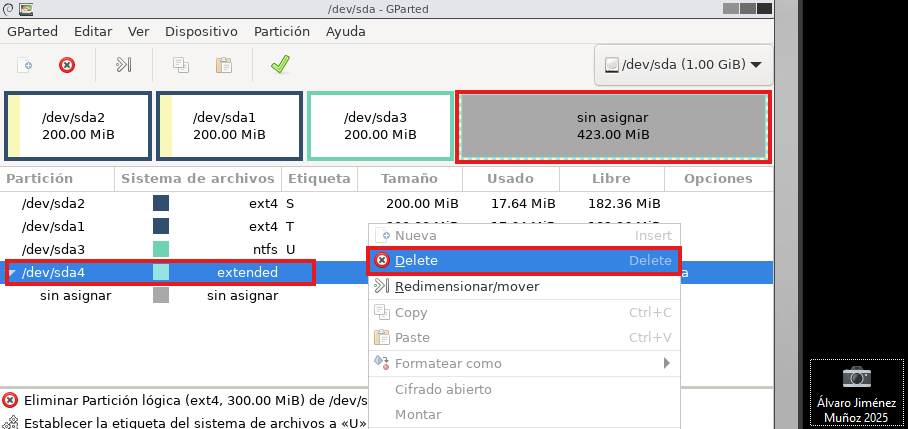 /dev/sda - GParted
GParted Editar Ver Dispositivo Partición Ayuda
/dev/sda (1.00 GiB)
/dev/sda2
200.00 MiB
/dev/sda1
200.00 MiB
/dev/sda3
200.00 MiB
sin asignar
423.00 MiB
Partición Sistema de archivos Etiqueta Tamaño Usado Libre Opciones
/dev/sda2 ext4 S 200.00 MiB 17.64 MiB 182.36 MiB
/dev/sda1 ext4 T
/dev/sda3 ntfs U
/dev/sda4 extended
sin asignar sin asignar
Nueva Insert
Delete Delete
Redimensionar/mover
Copy Ctrl+C
Paste Ctrl+V
Formatear como
Cifrado abierto
Montar
Eliminar Partición lógica (ext4, 300.00 MiB) de /dev/s
Establecer la etiqueta del sistema de archivos a «U»
Álvaro Jiménez
Muñoz 2025